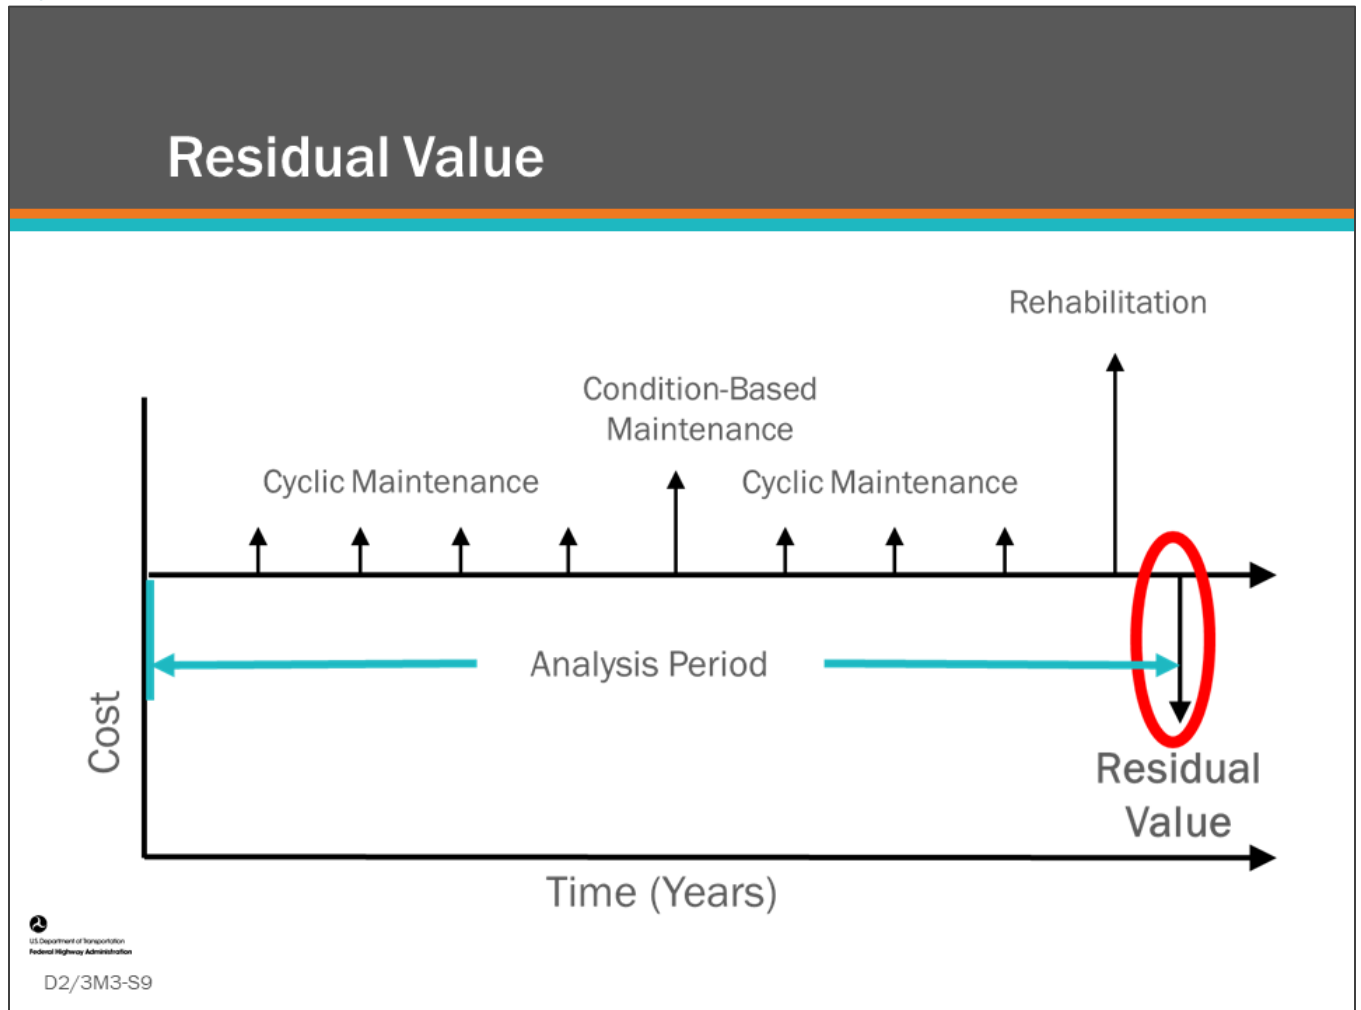 Residual Value
Rehabilitation
Condition-Based
Maintenance
Cyclic Maintenance
Cyclic Maintenance
Analysis Period
Cost
Residual
Value
Time (Years)
U.S. Department of Transportation
Federal Highway Administration
D2/3M3-S9